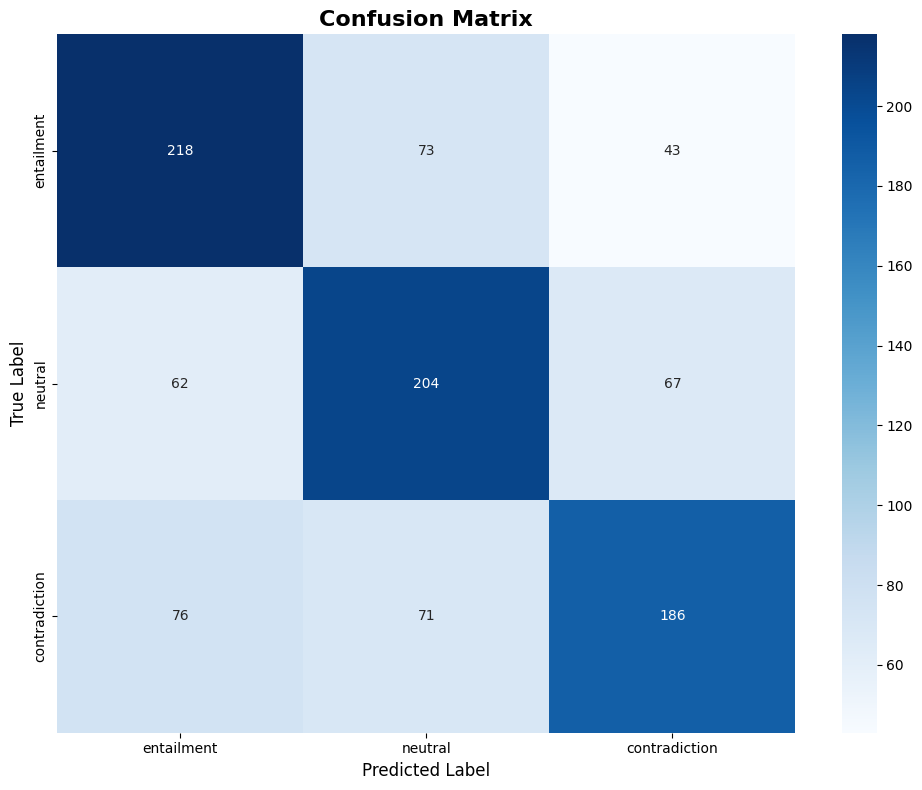 Confusion Matrix
entailment
218
73
43
neutral
62
204
67
contradiction
76
71
186
True Label
entailment
neutral
contradiction
Predicted Label
200
180
160
140
120
100
80
60